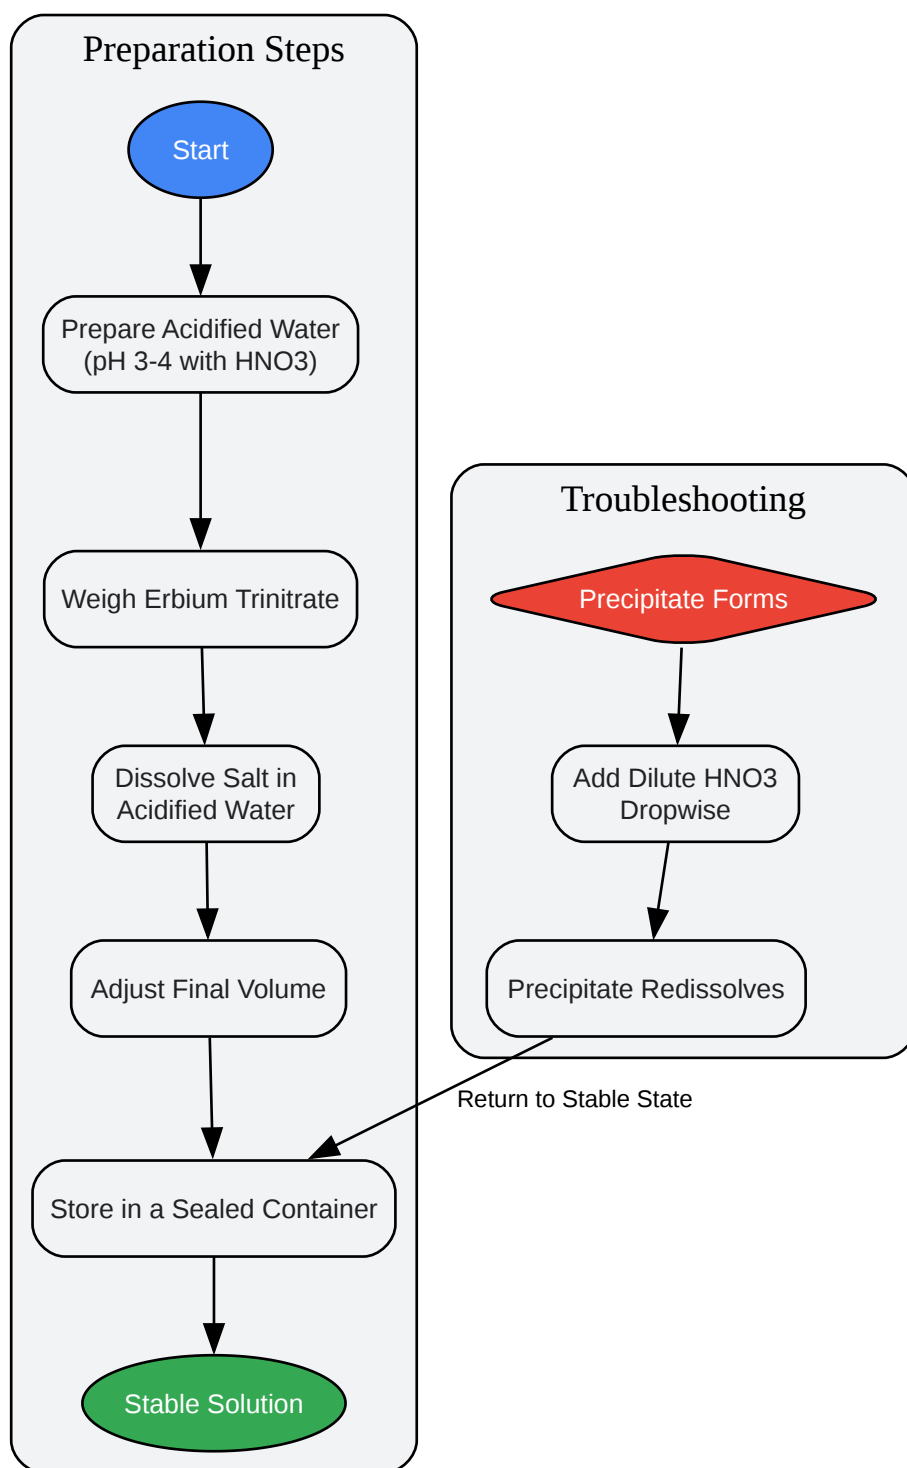 Preparation Steps
Start
Prepare Acidified Water
(pH 3-4 with HNO3)
Weigh Erbium Trinitrate
Dissolve Salt in
Acidified Water
Adjust Final Volume
Store in a Sealed Container
Stable Solution
Troubleshooting
Precipitate Forms
Add Dilute HNO3
Dropwise
Precipitate Redissolves
Return to Stable State